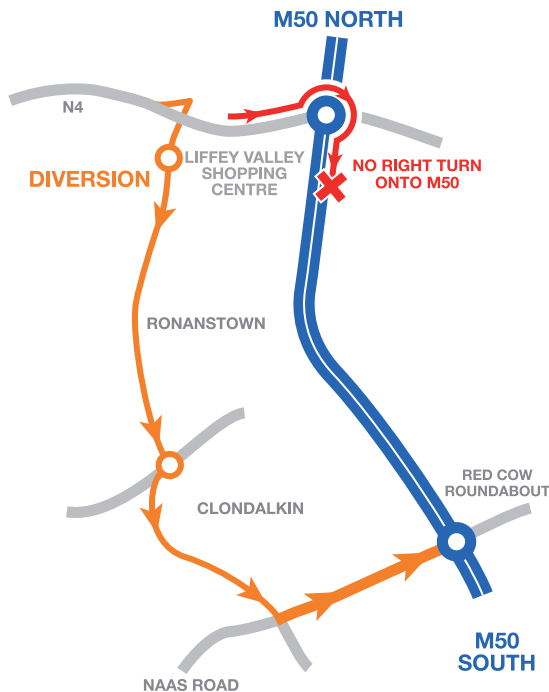 M50 NORTH
N4
LIFFEY VALLEY
SHOPPING
CENTRE
DIVERSION
NO RIGHT TURN
ONTO M50
RONANSTOWN
RED COW
ROUNDABOUT
CLONDALKIN
M50
SOUTH
NAAS ROAD